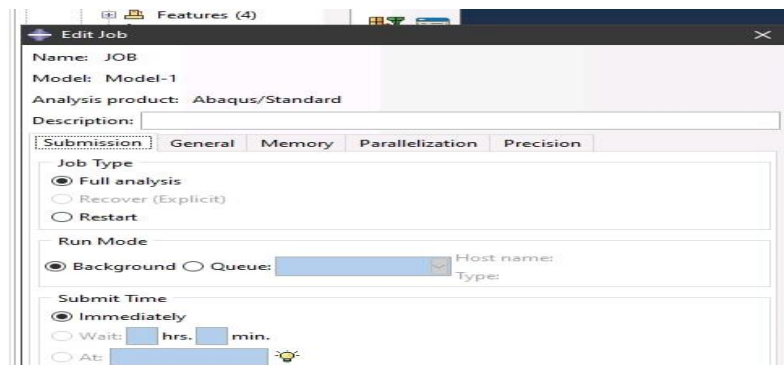 Features (4)
Edit Job
Name: JOB
Model: Model-1
Analysis product: Abaqus/Standard
Description:
Submission General Memory Parallelization Precision
Job Type
Full analysis
Recover (Explicit)
Restart
Run Mode
Background Queue: Host name:
Type:
Submit Time
Immediately
Wait: hrs. min.
At: